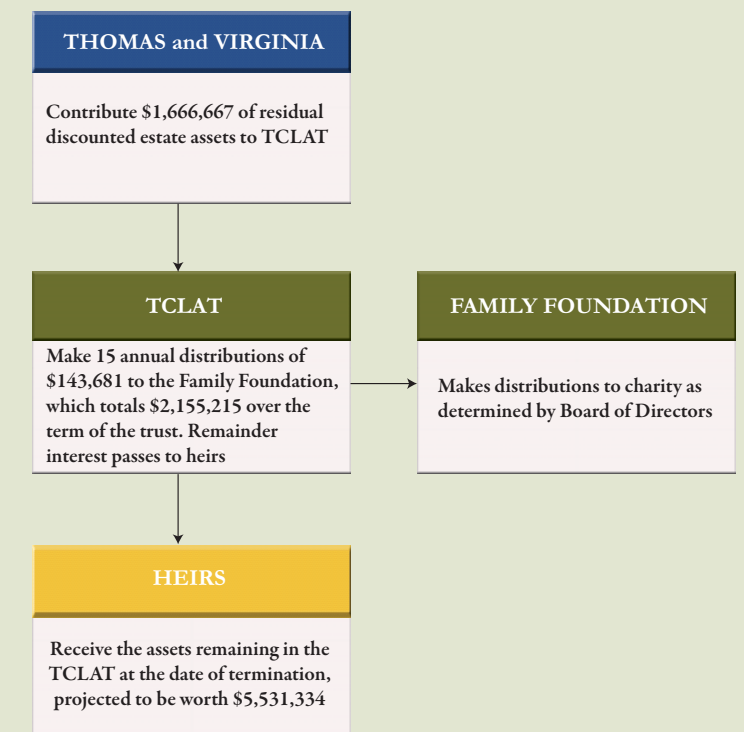 THOMAS and VIRGINIA
Contribute $1,666,667 of residual
discounted estate assets to TCLAT
TCLAT
Make 15 annual distributions of
$143,681 to the Family Foundation,
which totals $2,155,215 over the
term of the trust. Remainder
interest passes to heirs
FAMILY FOUNDATION
Makes distributions to charity as
determined by Board of Directors
HEIRS
Receive the assets remaining in the
TCLAT at the date of termination,
projected to be worth $5,531,334